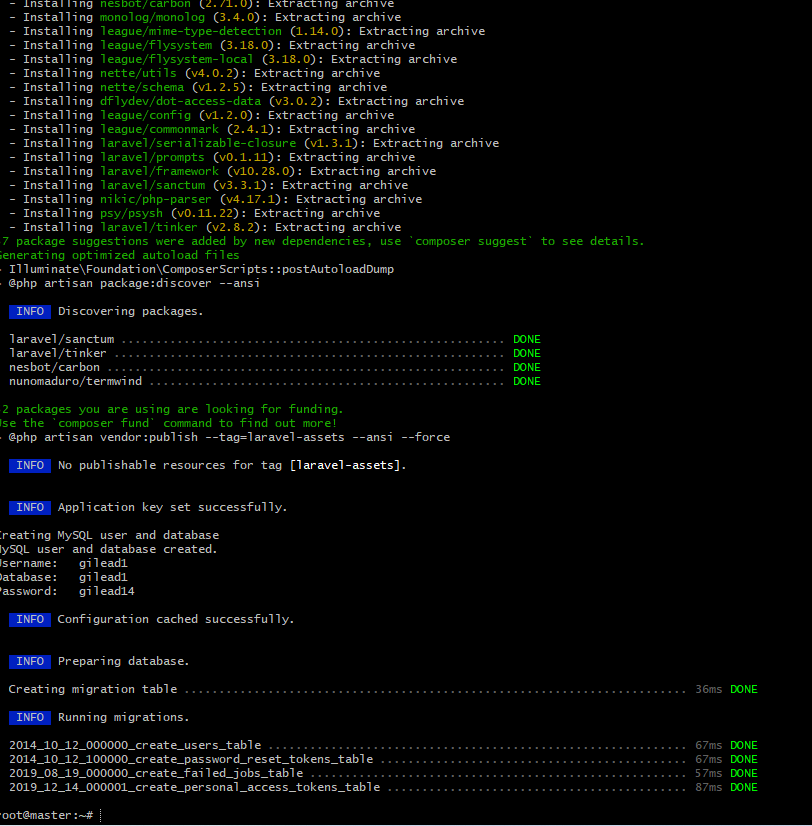 - Installing nesbot/carbon (2.71.0): Extracting archive
- Installing monolog/monolog (3.4.0): Extracting archive
- Installing league/mime-type-detection (1.14.0): Extracting archive
- Installing league/flysystem (3.18.0): Extracting archive
- Installing league/flysystem-local (3.18.0): Extracting archive
- Installing nette/utils (v4.0.2): Extracting archive
- Installing nette/schema (v1.2.5): Extracting archive
- Installing dflydev/dot-access-data (v3.0.2): Extracting archive
- Installing league/config (v1.2.0): Extracting archive
- Installing league/commonmark (2.4.1): Extracting archive
- Installing laravel/serializable-closure (v1.3.1): Extracting archive
- Installing laravel/prompts (v0.1.11): Extracting archive
- Installing laravel/framework (v10.28.0): Extracting archive
- Installing laravel/sanctum (v3.3.1): Extracting archive
- Installing nikic/php-parser (v4.17.1): Extracting archive
- Installing psy/psysh (v0.11.22): Extracting archive
- Installing laravel/tinker (v2.8.2): Extracting archive
7 package suggestions were added by new dependencies, use `composer suggest` to see details.
Generating optimized autoload files
> Illuminate\Foundation\ComposerScripts::postAutoloadDump
> @php artisan package:discover --ansi
INFO Discovering packages.
laravel/sanctum ................................................... DONE
laravel/tinker .................................................... DONE
nesbot/carbon ..................................................... DONE
nunomaduro/termwind ............................................... DONE
2 packages you are using are looking for funding.
Use the `composer fund` command to find out more!
> @php artisan vendor:publish --tag=laravel-assets --ansi --force
INFO No publishable resources for tag [laravel-assets].
INFO Application key set successfully.
Creating MySQL user and database
MySQL user and database created.
Username: gilead1
Database: gilead1
Password: gilead14
INFO Configuration cached successfully.
INFO Preparing database.
Creating migration table ........................................................................ 36ms DONE
INFO Running migrations.
2014_10_12_000000_create_users_table ............................................................ 67ms DONE
2014_10_12_100000_create_password_reset_tokens_table ............................................ 67ms DONE
2019_08_19_000000_create_failed_jobs_table ...................................................... 57ms DONE
2019_12_14_000001_create_personal_access_tokens_table ........................................... 87ms DONE
root@master:~#